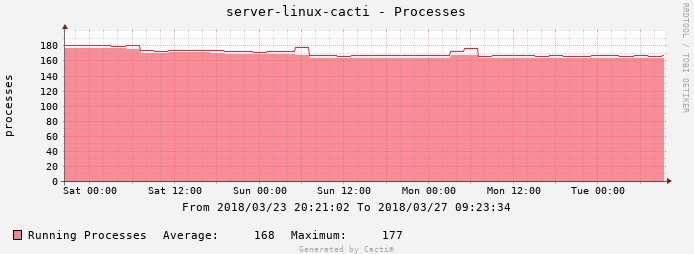 server-linux-cacti - Processes
RRDTOOL / TOBI OETIKER
processes
180
160
140
120
100
80
60
40
20
0
Sat 00:00 Sat 12:00 Sun 00:00 Sun 12:00 Mon 00:00 Mon 12:00 Tue 00:00
From 2018/03/23 20:21:02 To 2018/03/27 09:23:34
Running Processes Average: 168 Maximum: 177
Generated by Cacti®